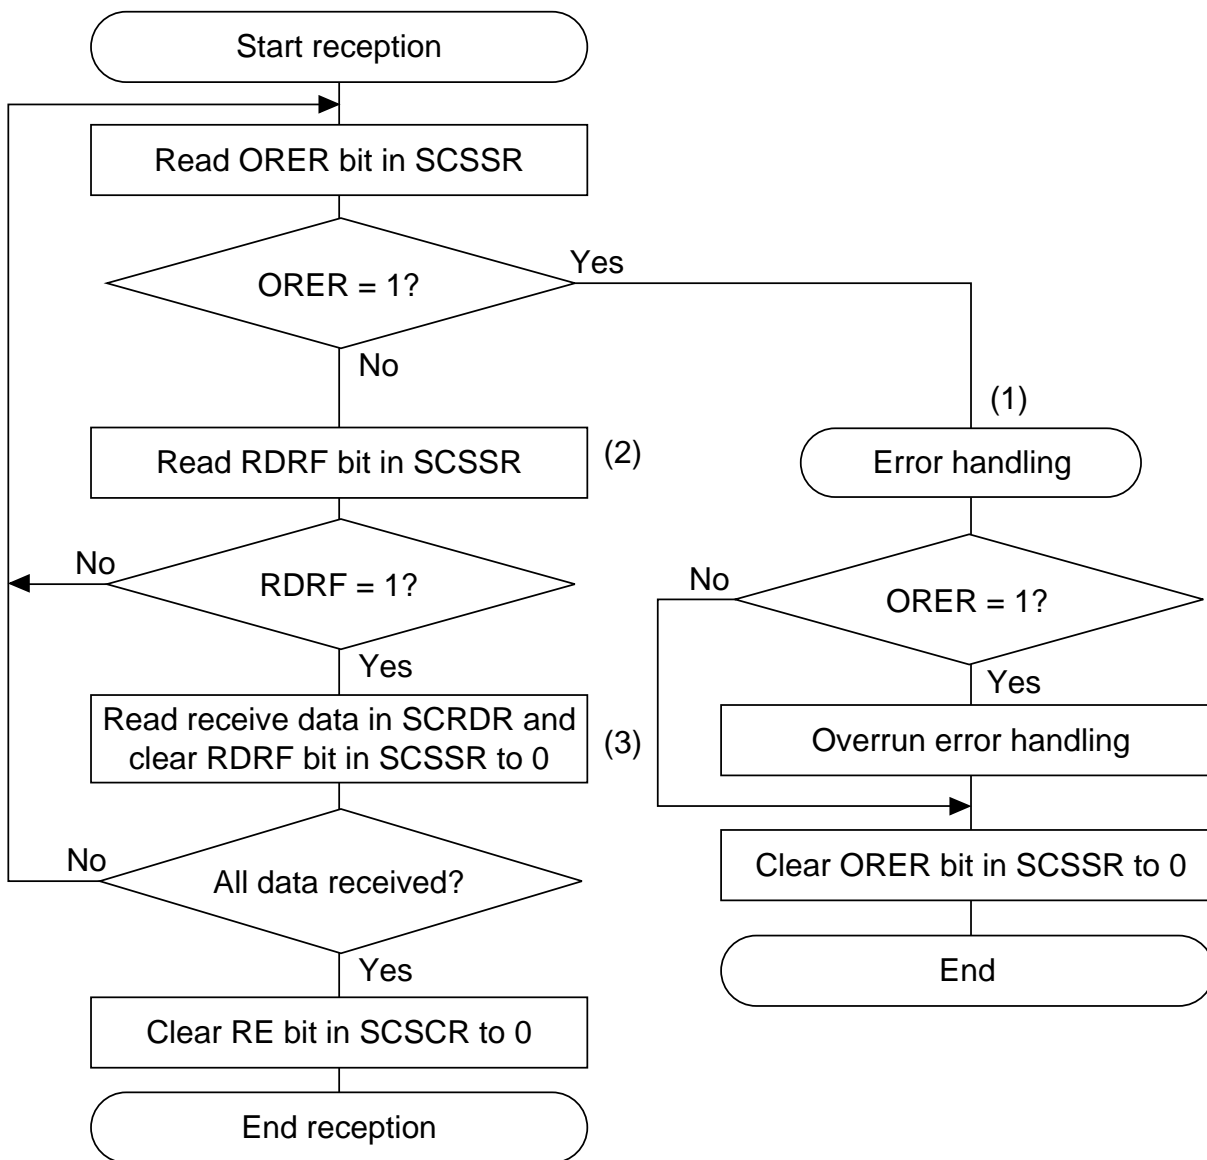 Start reception
Read ORER bit in SCSSR
ORER = 1?
Yes
No
(1)
Read RDRF bit in SCSSR
(2)
Error handling
No
RDRF = 1?
Yes
No
ORER = 1?
Yes
Read receive data in SCRDR and
clear RDRF bit in SCSSR to 0
(3)
Overrun error handling
No
All data received?
Yes
Clear ORER bit in SCSSR to 0
End
Clear RE bit in SCSCR to 0
End reception